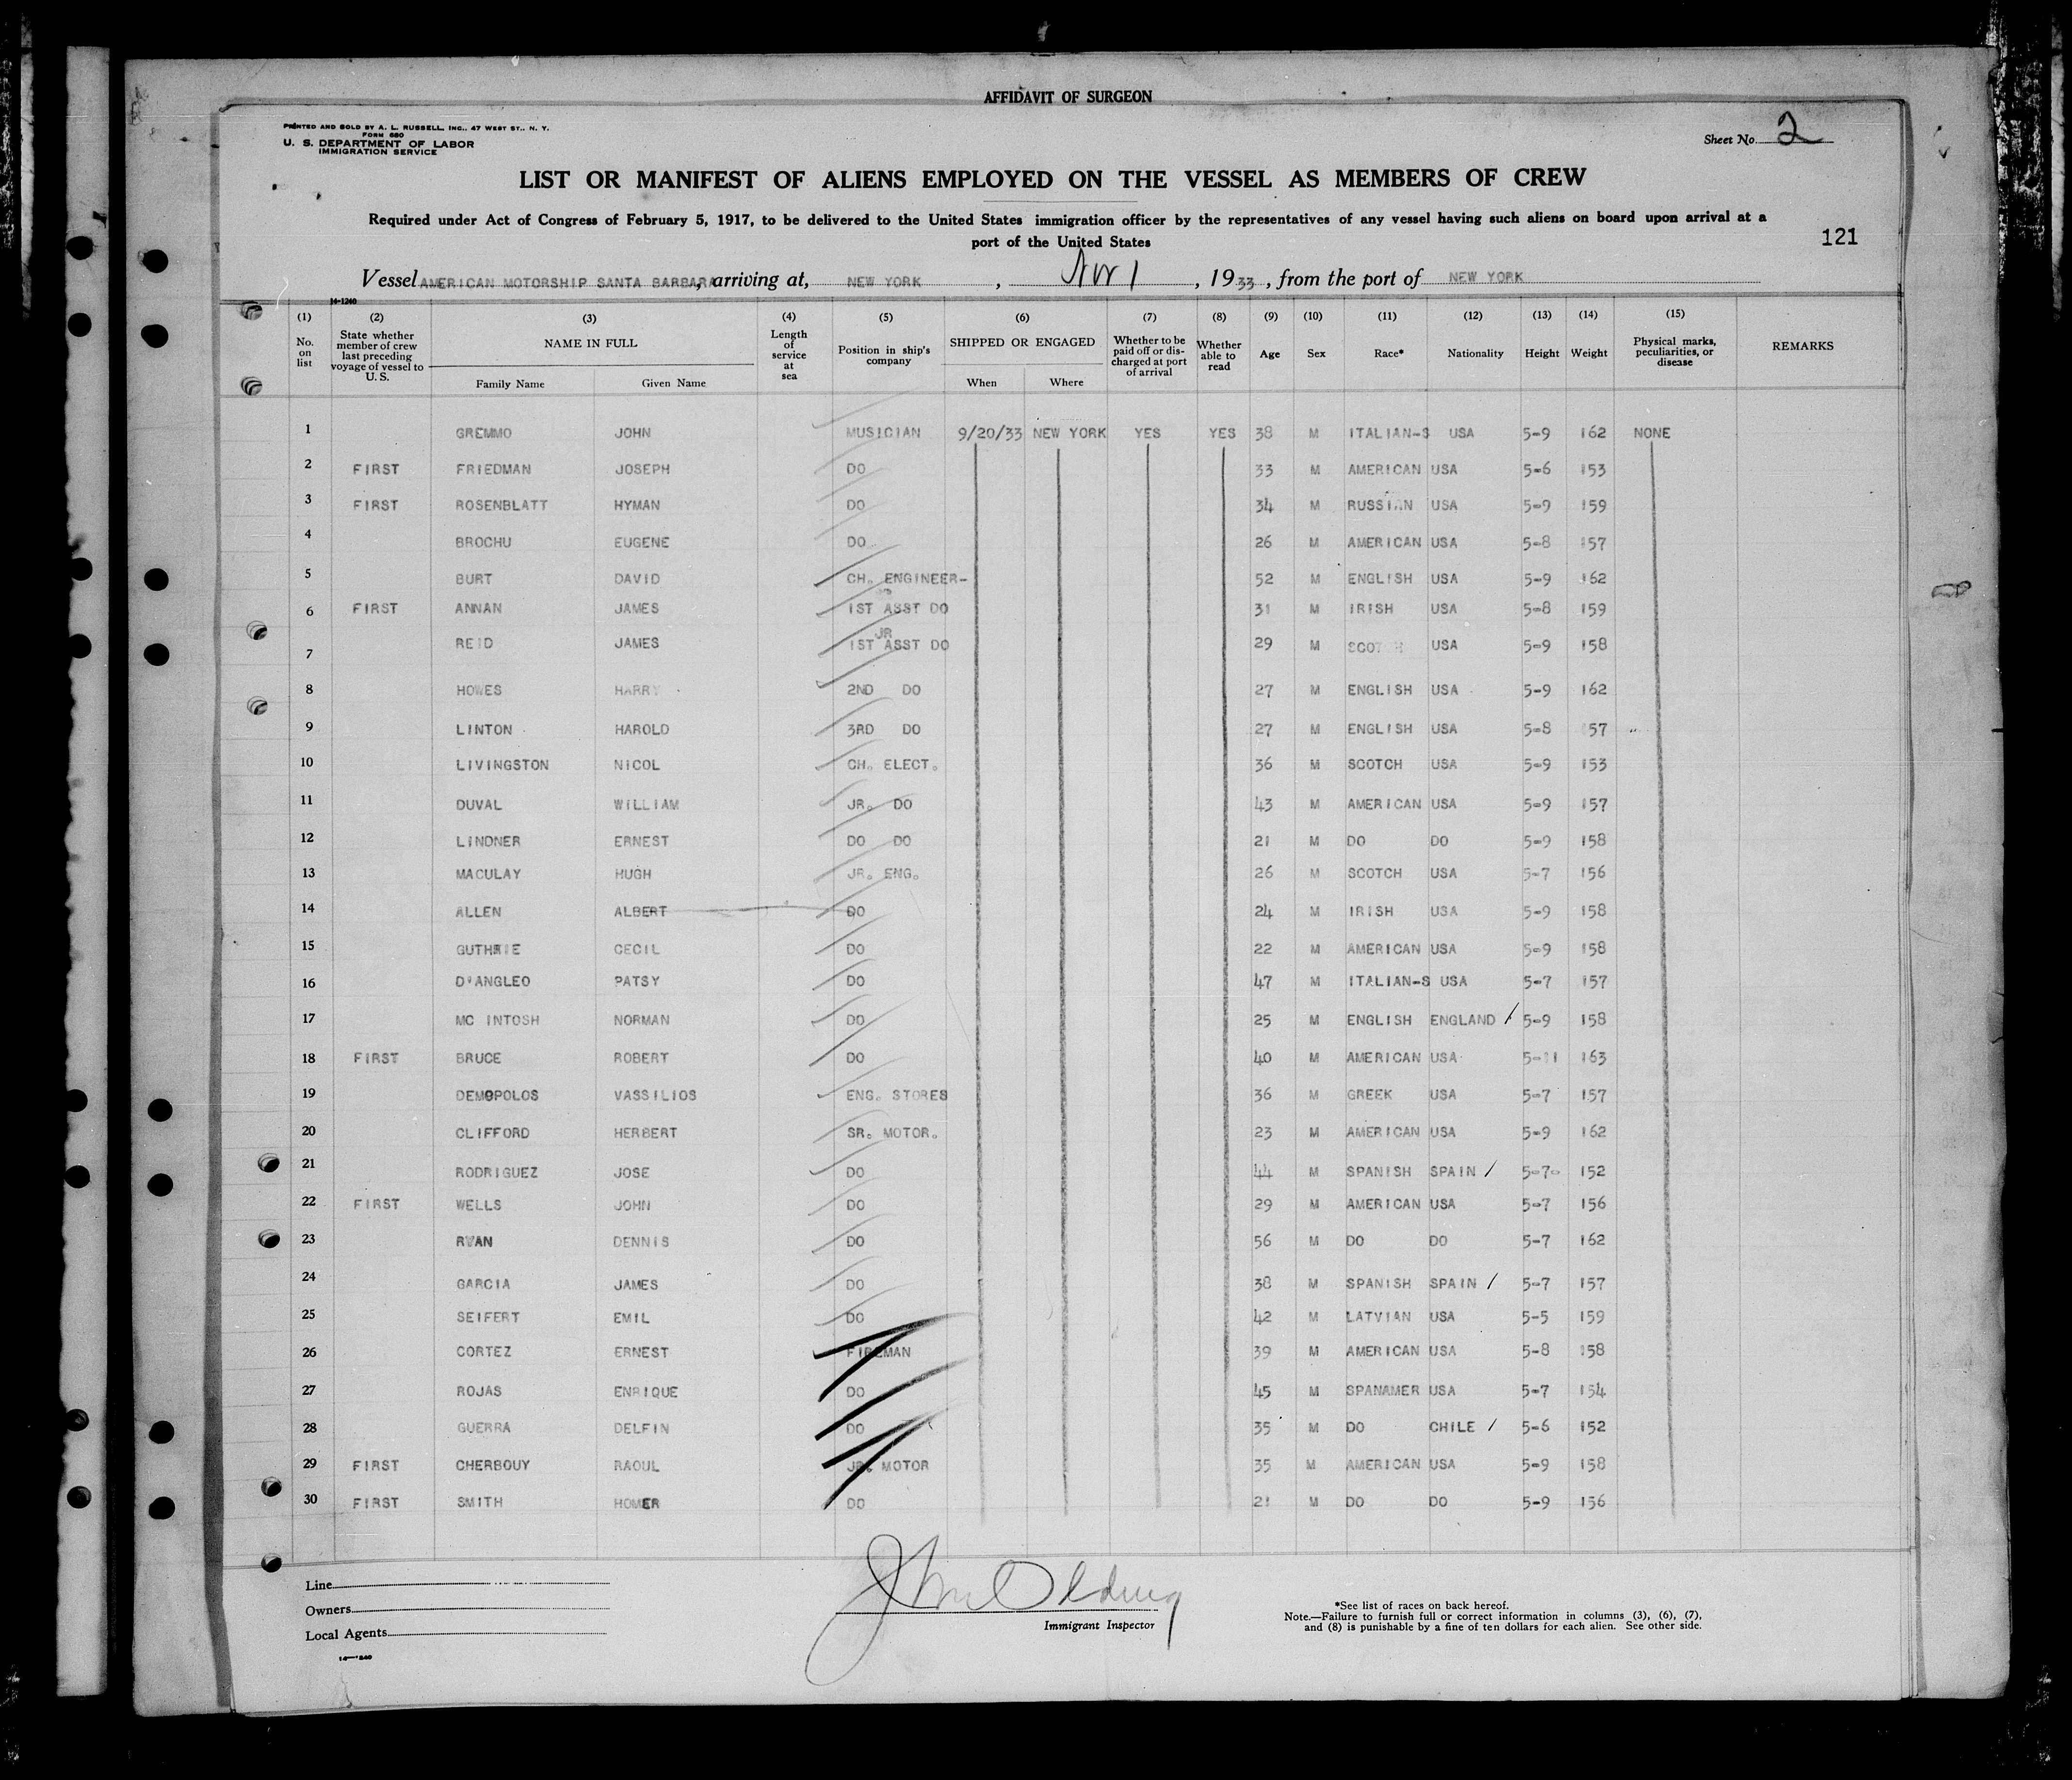 AFFIDAVIT OF SURGEON
PRINTED AND SOLD BY A. L. RUSSELL, INC., 47 WEST ST., N. Y.
FORM 680
U. S. DEPARTMENT OF LABOR
IMMIGRATION SERVICE
Sheet No. 2
LIST OR MANIFEST OF ALIENS EMPLOYED ON THE VESSEL AS MEMBERS OF CREW
Required under Act of Congress of February 5, 1917, to be delivered to the United States immigration officer by the representatives of any vessel having such aliens on board upon arrival at a
port of the United States
121
Vessel AMERICAN MOTORSHIP SANTA BARBARA, arriving at, NEW YORK, Nov 1, 1933, from the port of NEW YORK
14-1240
(1) No. on list
(2) State whether member of crew last preceding voyage of vessel to U. S.
(3) NAME IN FULL Family Name Given Name
(4) Length of service at sea
(5) Position in ship's company
(6) SHIPPED OR ENGAGED When Where
(7) Whether to be paid off or discharged at port of arrival
(8) Whether able to read
(9) Age
(10) Sex
(11) Race*
(12) Nationality
(13) Height
(14) Weight
(15) Physical marks, peculiarities, or disease
REMARKS
1 GREMMO JOHN MUSICIAN 9/20/33 NEW YORK YES YES 38 M ITALIAN-S USA 5-9 162 NONE
2 FIRST FRIEDMAN JOSEPH DO 33 M AMERICAN USA 5-6 153
3 FIRST ROSENBLATT HYMAN DO 34 M RUSSIAN USA 5-9 159
4 BROCHU EUGENE DO 26 M AMERICAN USA 5-8 157
5 BURT DAVID CH. ENGINEER- 52 M ENGLISH USA 5-9 162
6 FIRST ANNAN JAMES 1ST ASST DO 31 M IRISH USA 5-8 159
7 REID JAMES 1ST JR ASST DO 29 M SCOTCH USA 5-9 158
8 HOWES HARRY 2ND DO 27 M ENGLISH USA 5-9 162
9 LINTON HAROLD 3RD DO 27 M ENGLISH USA 5-8 157
10 LIVINGSTON NICOL CH. ELECT. 36 M SCOTCH USA 5-9 153
11 DUVAL WILLIAM JR. DO 43 M AMERICAN USA 5-9 157
12 LINDNER ERNEST DO DO 21 M DO DO 5-9 158
13 MACULAY HUGH JR. ENG. 26 M SCOTCH USA 5-7 156
14 ALLEN ALBERT DO 24 M IRISH USA 5-9 158
15 GUTHRIE CECIL DO 22 M AMERICAN USA 5-9 158
16 D'ANGLEO PATSY DO 47 M ITALIAN-S USA 5-7 157
17 MC INTOSH NORMAN DO 25 M ENGLISH ENGLAND / 5-9 158
18 FIRST BRUCE ROBERT DO 40 M AMERICAN USA 5-11 163
19 DEMOPOLOS VASSILIOS ENG. STORES 36 M GREEK USA 5-7 157
20 CLIFFORD HERBERT SR. MOTOR. 23 M AMERICAN USA 5-9 162
21 RODRIGUEZ JOSE DO 44 M SPANISH SPAIN / 5-7- 152
22 FIRST WELLS JOHN DO 29 M AMERICAN USA 5-7 156
23 RYAN DENNIS DO 56 M DO DO 5-7 162
24 GARCIA JAMES DO 38 M SPANISH SPAIN / 5-7 157
25 SEIFERT EMIL DO 42 M LATVIAN USA 5-5 159
26 CORTEZ ERNEST FIREMAN 39 M AMERICAN USA 5-8 158
27 ROJAS ENRIQUE DO 45 M SPANAMER USA 5-7 154
28 GUERRA DELFIN DO 35 M DO CHILE / 5-6 152
29 FIRST CHERBOUY RAOUL JR. MOTOR 35 M AMERICAN USA 5-9 158
30 FIRST SMITH HOMER DO 21 M DO DO 5-9 156
Line
Owners
Local Agents
Immigrant Inspector
*See list of races on back hereof.
Note.—Failure to furnish full or correct information in columns (3), (6), (7),
and (8) is punishable by a fine of ten dollars for each alien. See other side.
14—1240